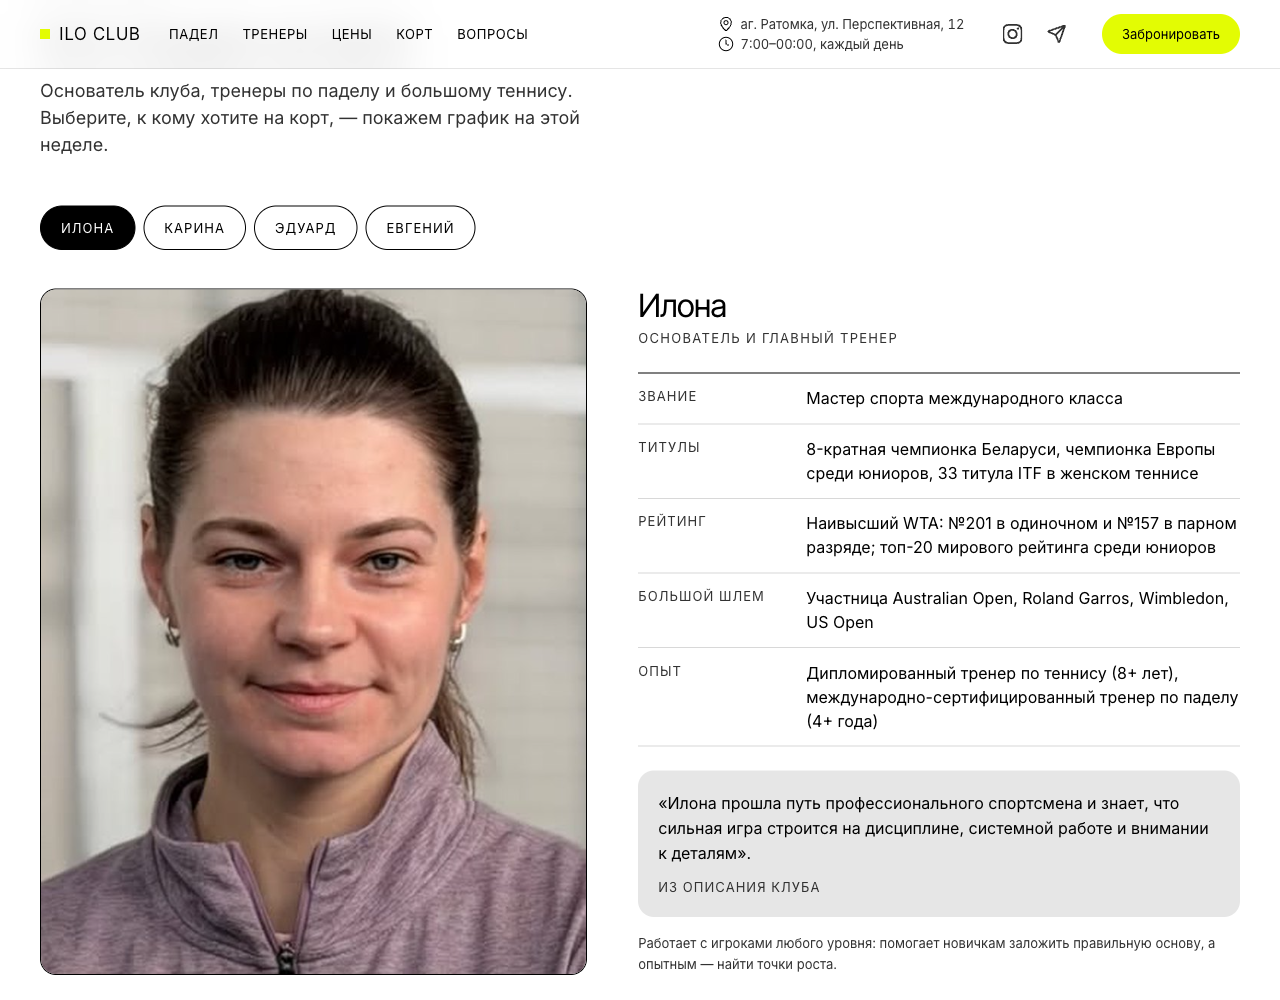 ILO CLUB
ПАДЕЛ
ТРЕНЕРЫ
ЦЕНЫ
КОРТ
ВОПРОСЫ
аг. Ратомка, ул. Перспективная, 12
7:00–00:00, каждый день
Забронировать
Основатель клуба, тренеры по паделу и большому теннису.
Выберите, к кому хотите на корт, — покажем график на этой
неделе.
ИЛОНА
КАРИНА
ЭДУАРД
ЕВГЕНИЙ
Илона
ОСНОВАТЕЛЬ И ГЛАВНЫЙ ТРЕНЕР
ЗВАНИЕ
Мастер спорта международного класса
ТИТУЛЫ
8-кратная чемпионка Беларуси, чемпионка Европы
среди юниоров, 33 титула ITF в женском теннисе
РЕЙТИНГ
Наивысший WTA: №201 в одиночном и №157 в парном
разряде; топ-20 мирового рейтинга среди юниоров
БОЛЬШОЙ ШЛЕМ
Участница Australian Open, Roland Garros, Wimbledon,
US Open
ОПЫТ
Дипломированный тренер по теннису (8+ лет),
международно-сертифицированный тренер по паделу
(4+ года)
«Илона прошла путь профессионального спортсмена и знает, что
сильная игра строится на дисциплине, системной работе и внимании
к деталям».
ИЗ ОПИСАНИЯ КЛУБА
Работает с игроками любого уровня: помогает новичкам заложить правильную основу, а
опытным — найти точки роста.